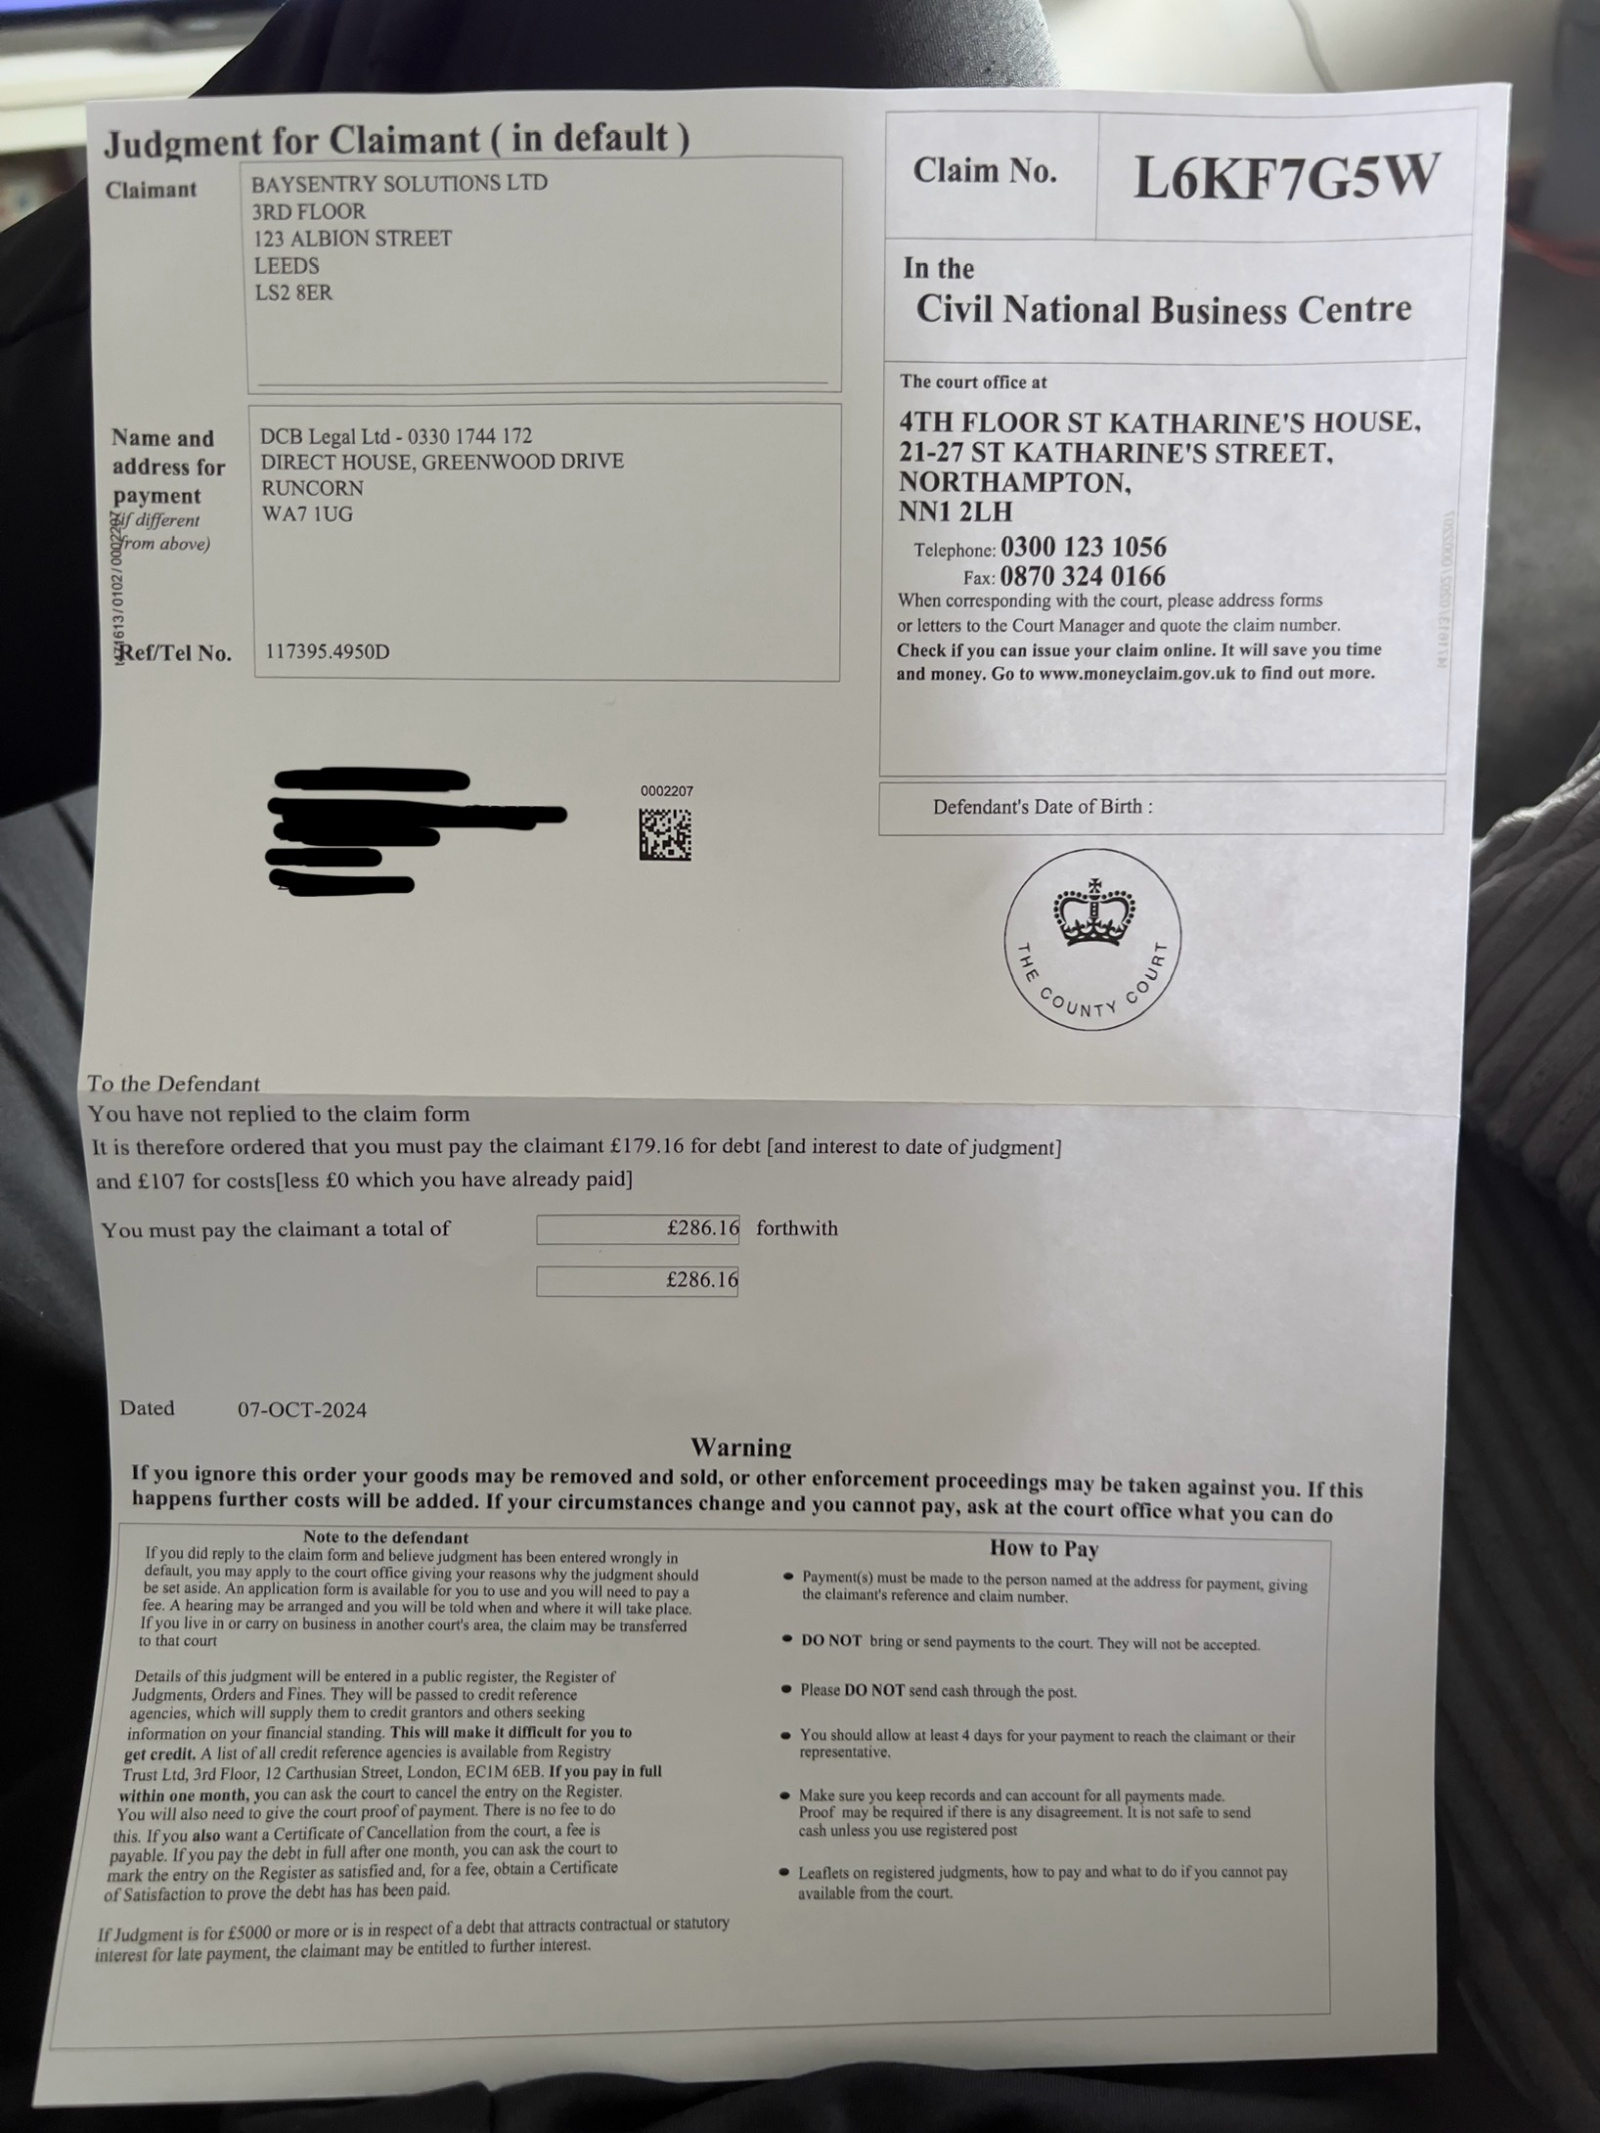 Judgment for Claimant ( in default )
Claimant
BAYSENTRY SOLUTIONS LTD
3RD FLOOR
123 ALBION STREET
LEEDS
LS2 8ER
Claim No.
L6KF7G5W
In the
Civil National Business Centre
Name and
address for
payment
(if different
from above)
DCB Legal Ltd - 0330 1744 172
DIRECT HOUSE, GREENWOOD DRIVE
RUNCORN
WA7 1UG
Ref/Tel No.
117395.4950D
The court office at
4TH FLOOR ST KATHARINE'S HOUSE,
21-27 ST KATHARINE'S STREET,
NORTHAMPTON,
NN1 2LH
Telephone: 0300 123 1056
Fax: 0870 324 0166
When corresponding with the court, please address forms
or letters to the Court Manager and quote the claim number.
Check if you can issue your claim online. It will save you time
and money. Go to www.moneyclaim.gov.uk to find out more.
0002207
Defendant's Date of Birth :
THE COUNTY COURT
To the Defendant
You have not replied to the claim form
It is therefore ordered that you must pay the claimant £179.16 for debt [and interest to date of judgment]
and £107 for costs[less £0 which you have already paid]
You must pay the claimant a total of
£286.16 forthwith
£286.16
Dated 07-OCT-2024
Warning
If you ignore this order your goods may be removed and sold, or other enforcement proceedings may be taken against you. If this
happens further costs will be added. If your circumstances change and you cannot pay, ask at the court office what you can do
Note to the defendant
If you did reply to the claim form and believe judgment has been entered wrongly in
default, you may apply to the court office giving your reasons why the judgment should
be set aside. An application form is available for you to use and you will need to pay a
fee. A hearing may be arranged and you will be told when and where it will take place.
If you live in or carry on business in another court's area, the claim may be transferred
to that court
Details of this judgment will be entered in a public register, the Register of
Judgments, Orders and Fines. They will be passed to credit reference
agencies, which will supply them to credit grantors and others seeking
information on your financial standing. This will make it difficult for you to
get credit. A list of all credit reference agencies is available from Registry
Trust Ltd, 3rd Floor, 12 Carthusian Street, London, EC1M 6EB. If you pay in full
within one month, you can ask the court to cancel the entry on the Register.
You will also need to give the court proof of payment. There is no fee to do
this. If you also want a Certificate of Cancellation from the court, a fee is
payable. If you pay the debt in full after one month, you can ask the court to
mark the entry on the Register as satisfied and, for a fee, obtain a Certificate
of Satisfaction to prove the debt has has been paid.
If Judgment is for £5000 or more or is in respect of a debt that attracts contractual or statutory
interest for late payment, the claimant may be entitled to further interest.
How to Pay
• Payment(s) must be made to the person named at the address for payment, giving
the claimant's reference and claim number.
• DO NOT bring or send payments to the court. They will not be accepted.
• Please DO NOT send cash through the post.
• You should allow at least 4 days for your payment to reach the claimant or their
representative.
• Make sure you keep records and can account for all payments made.
Proof may be required if there is any disagreement. It is not safe to send
cash unless you use registered post
• Leaflets on registered judgments, how to pay and what to do if you cannot pay
available from the court.